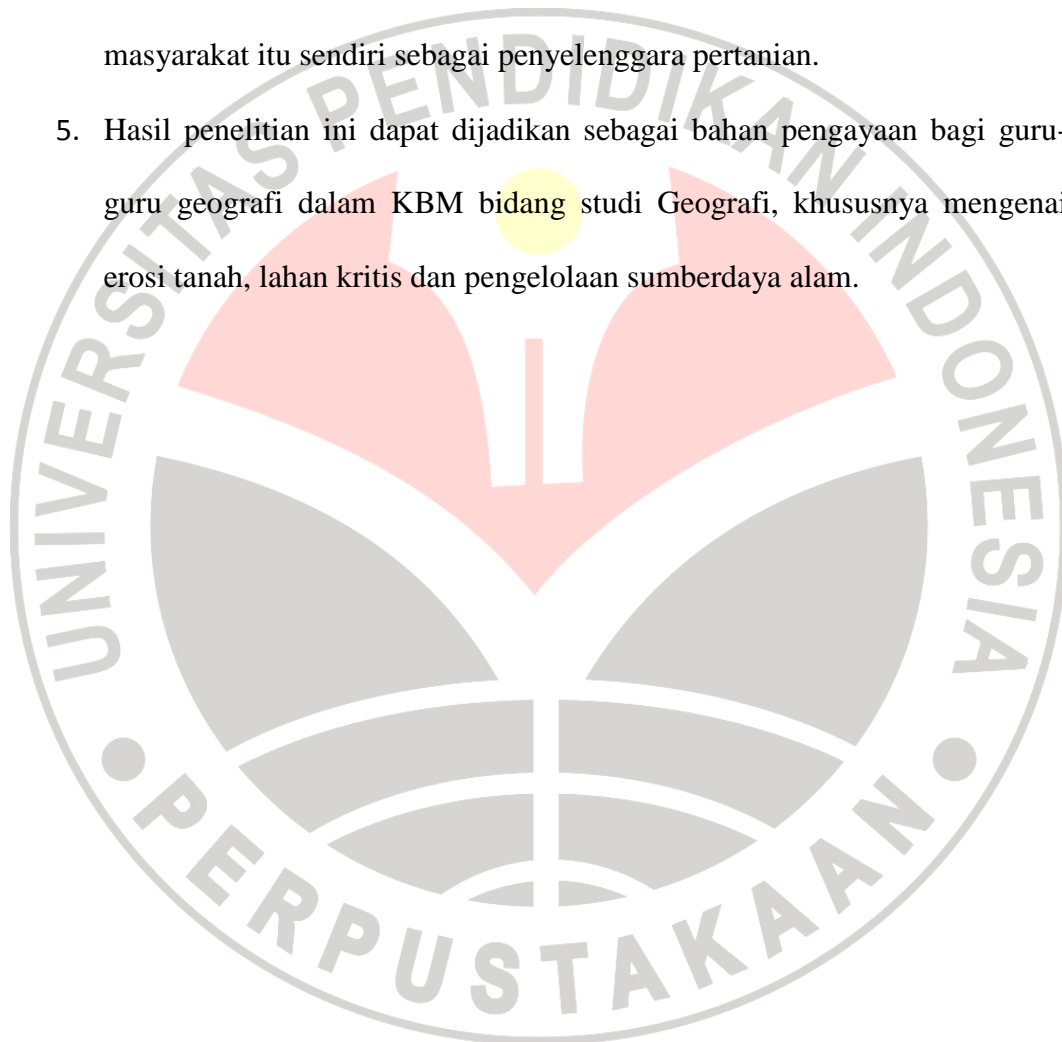 masyarakat itu sendiri sebagai penyelenggara pertanian.
5. Hasil penelitian ini dapat dijadikan sebagai bahan pengayaan bagi guru-
guru geografi dalam KBM bidang studi Geografi, khususnya mengenai
erosi tanah, lahan kritis dan pengelolaan sumberdaya alam.
UNIVERSITAS PENDIDIKAN INDONESIA
PERPUSTAKAAN